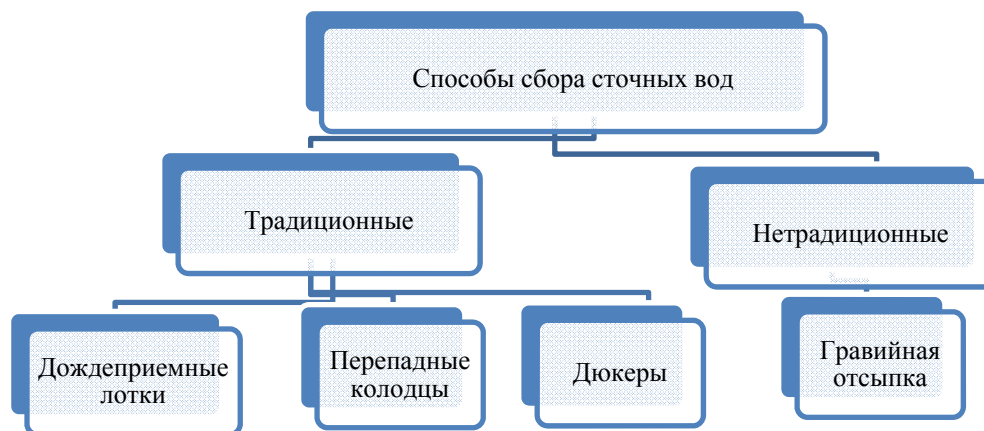 Способы сбора сточных вод
Традиционные
Нетрадиционные
Дождеприемные
лотки
Перепадные
колодцы
Дюкеры
Гравийная
отсыпка